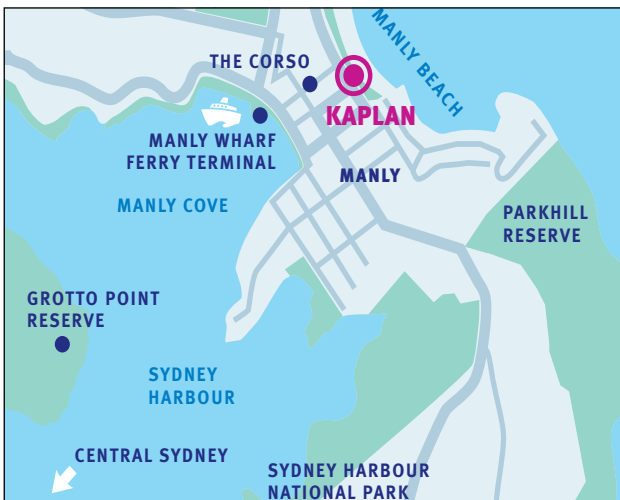 THE CORSO
MANLY BEACH
KAPLAN
MANLY WHARF
FERRY TERMINAL
MANLY
MANLY COVE
PARKHILL
RESERVE
GROTTO POINT
RESERVE
SYDNEY
HARBOUR
CENTRAL SYDNEY
SYDNEY HARBOUR
NATIONAL PARK